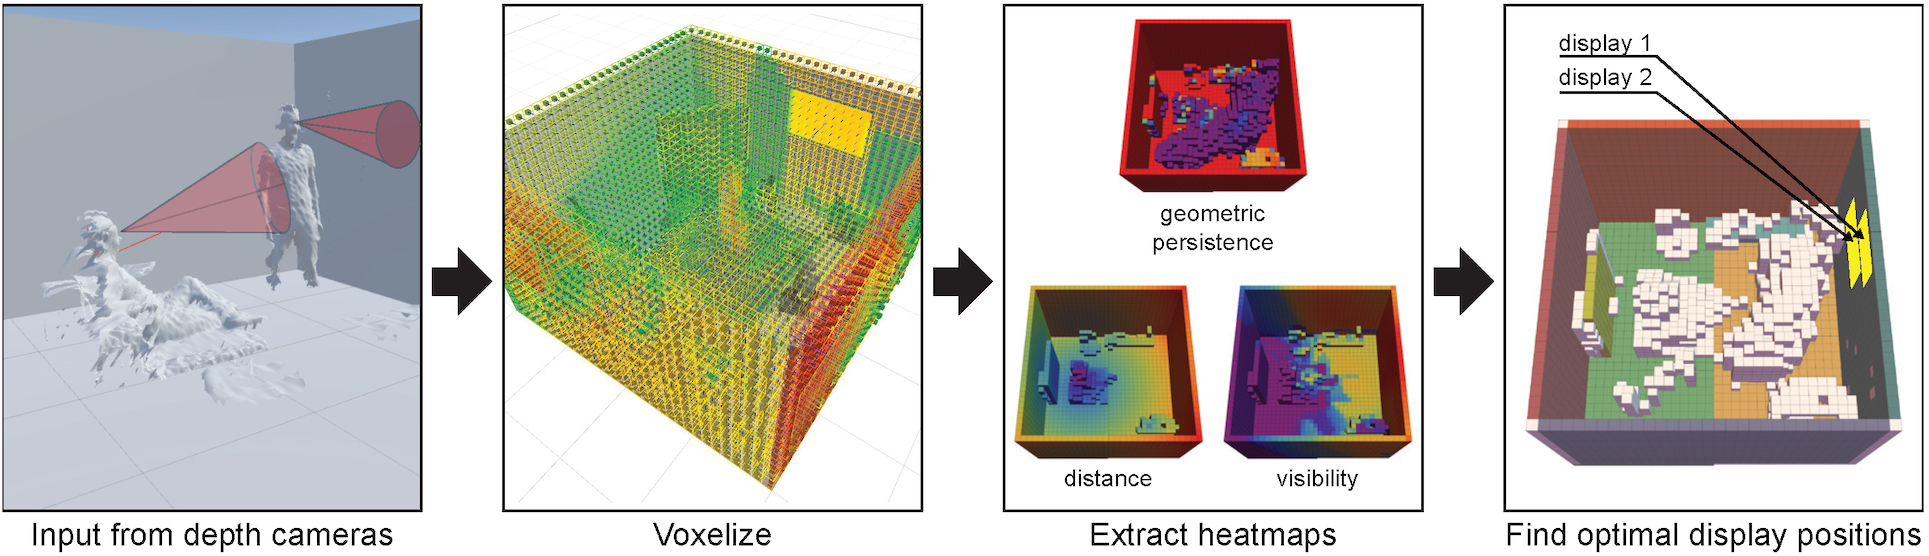 Input from depth cameras
Voxelize
geometric
persistence
distance
visibility
Extract heatmaps
display 1
display 2
Find optimal display positions